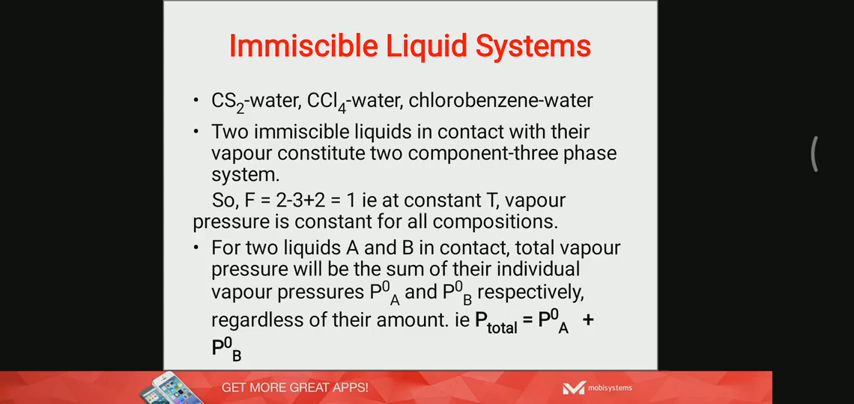 Immiscible Liquid Systems
• CS2-water, CCl4-water, chlorobenzene-water
• Two immiscible liquids in contact with their
vapour constitute two component-three phase
system.
So, F = 2-3+2 = 1 ie at constant T, vapour
pressure is constant for all compositions.
• For two liquids A and B in contact, total vapour
pressure will be the sum of their individual
vapour pressures P0A and P0B respectively,
regardless of their amount. ie Ptotal = P0A +
P0B
GET MORE GREAT APPS!
mobisystems